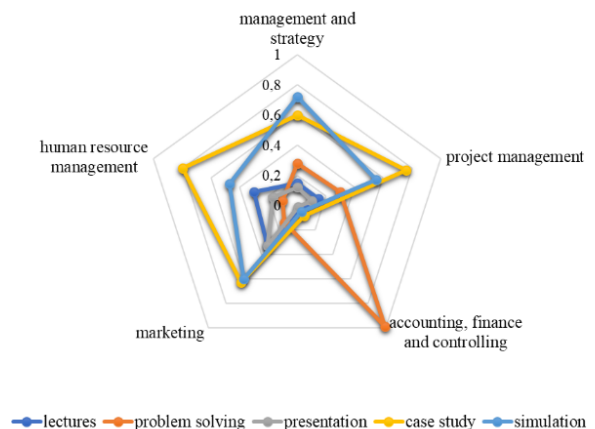 management and
strategy
1
0,8
0,6
0,4
0,2
0
human resource
management
project management
marketing
accounting, finance
and controlling
lectures problem solving presentation case study simulation